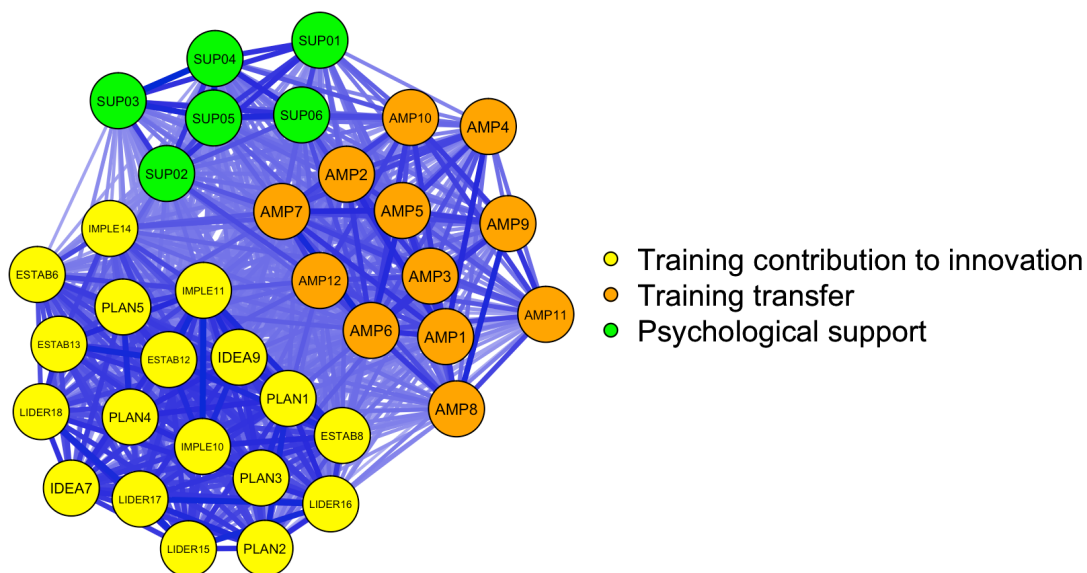 SUP01
SUP04
SUP03
SUP05
SUP06
AMP10
AMP4
SUP02
AMP2
AMP7
AMP5
AMP9
IMPLE14
ESTAB6
AMP12
AMP3
IMPLE11
PLAN5
AMP11
AMP6
AMP1
ESTAB13
ESTAB12
IDEA9
LIDER18
PLAN4
PLAN1
AMP8
IMPLE10
ESTAB8
IDEA7
LIDER17
PLAN3
LIDER16
LIDER15
PLAN2
Training contribution to innovation
Training transfer
Psychological support